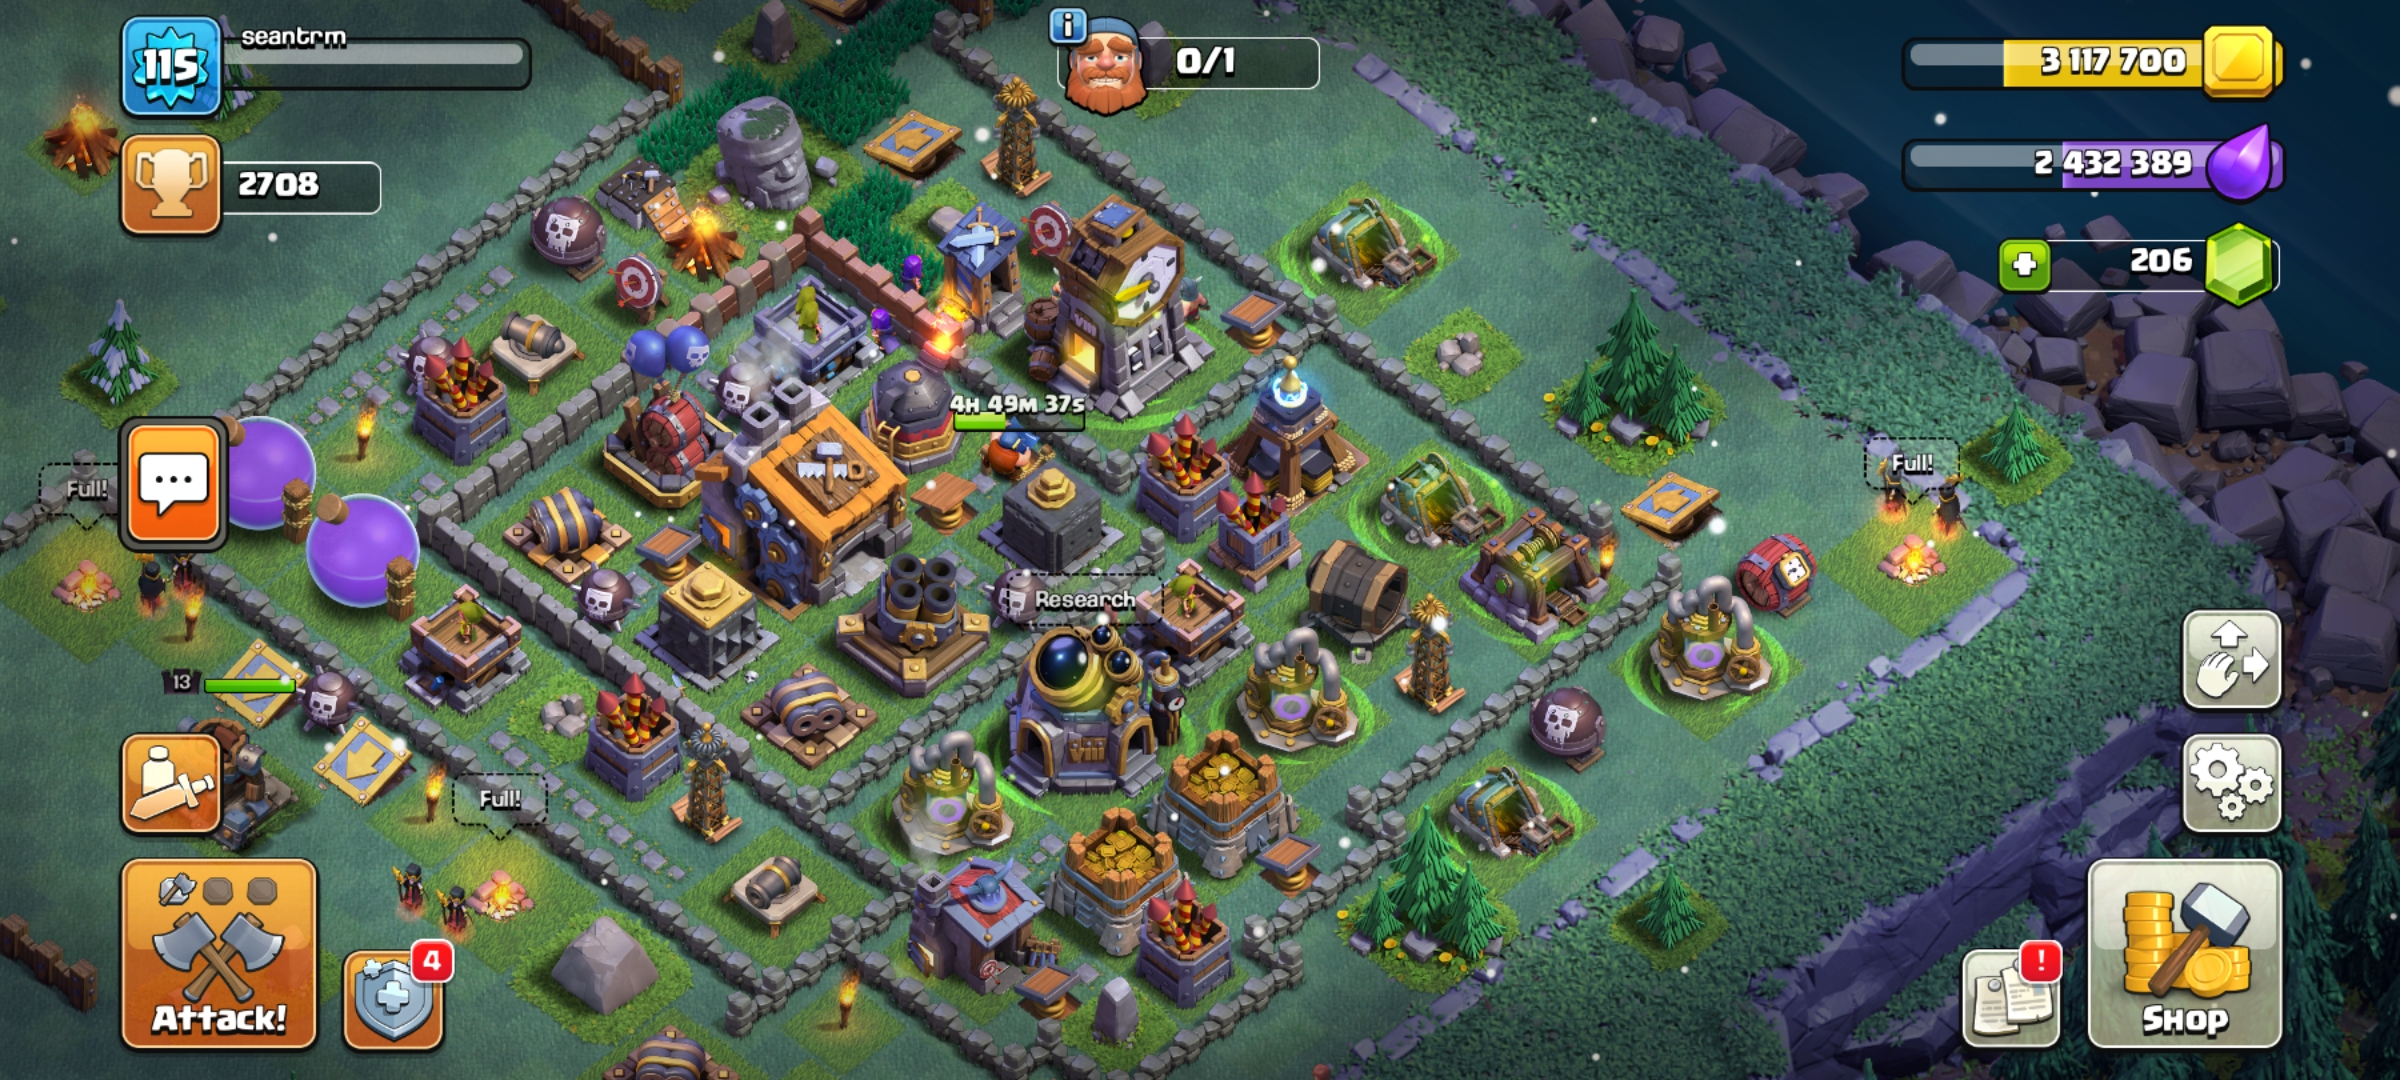 115
seantrm
i
0/1
3 117 700
2708
2 432 389
206
4H 49M 37s
Full!
Full!
Research
13
Full!
4
!
Attack!
Shop